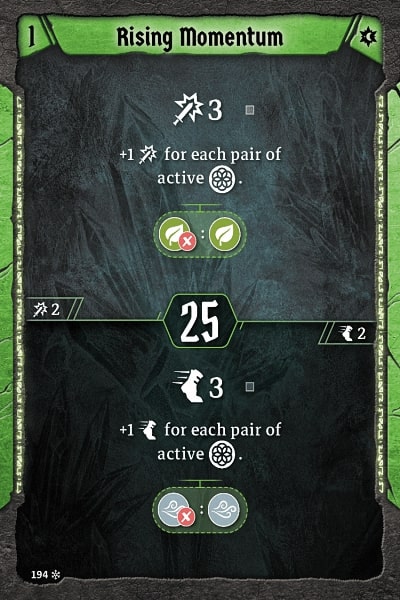 1
Rising Momentum
3
+1 for each pair of
active .
:
2
25
2
3
+1 for each pair of
active .
:
194